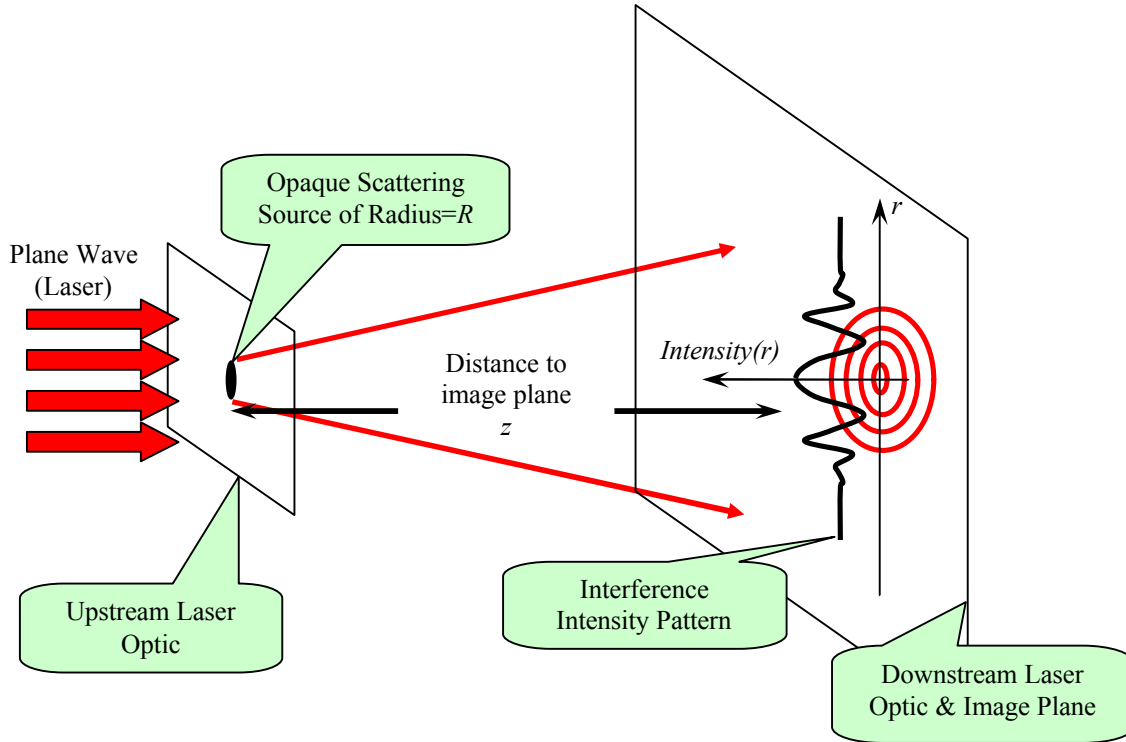 Opaque Scattering
Source of Radius=R
Plane Wave
(Laser)
r
Intensity(r)
Distance to
image plane
z
Upstream Laser
Optic
Interference
Intensity Pattern
Downstream Laser
Optic & Image Plane